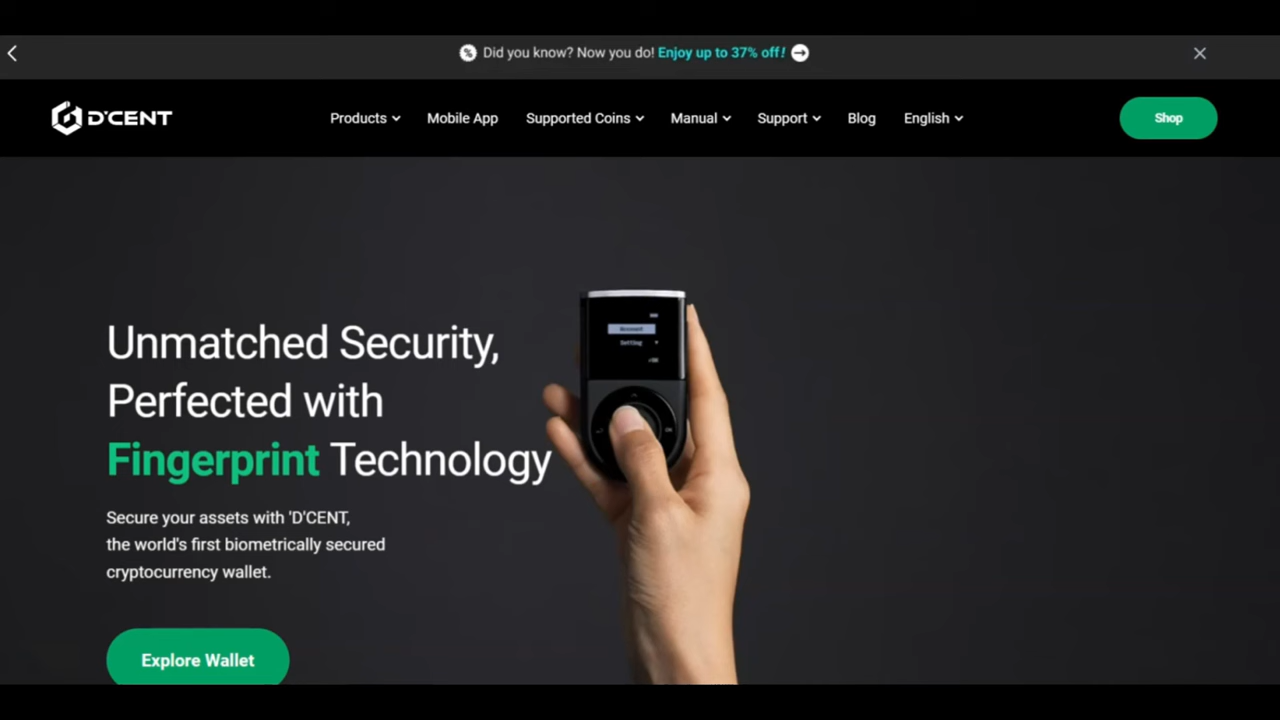 Did you know? Now you do! Enjoy up to 37% off!
D'CENT
Products
Mobile App
Supported Coins
Manual
Support
Blog
English
Shop
Account
Setting
Unmatched Security,
Perfected with
Fingerprint Technology
Secure your assets with 'D'CENT,
the world's first biometrically secured
cryptocurrency wallet.
Explore Wallet